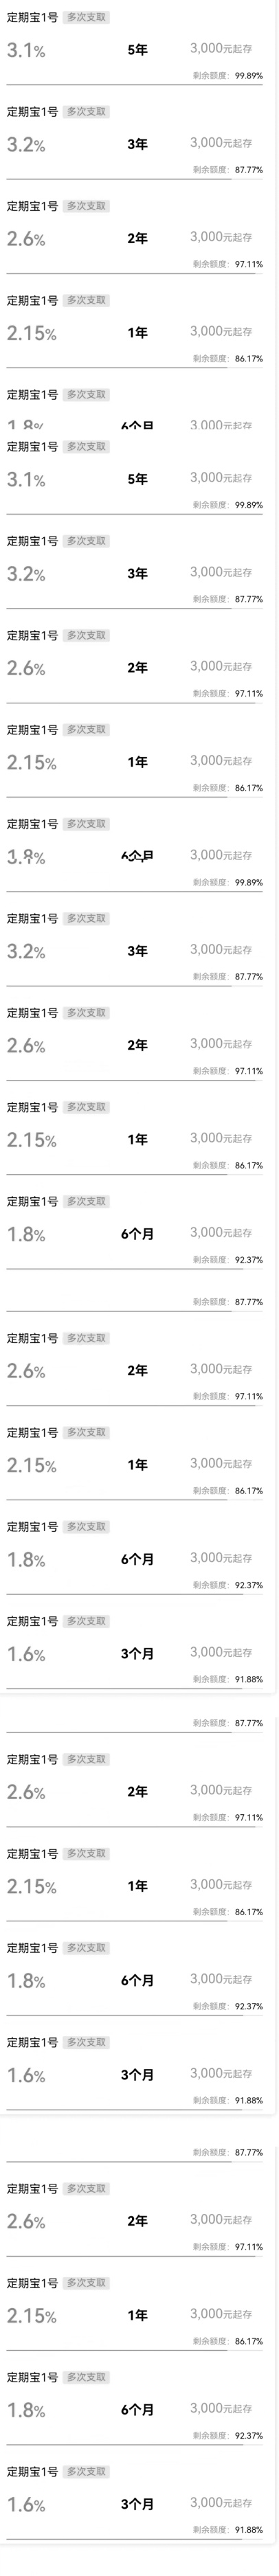 定期宝1号 多次支取
3.1% 5年 3,000元起存
剩余额度: 99.89%
定期宝1号 多次支取
3.2% 3年 3,000元起存
剩余额度: 87.77%
定期宝1号 多次支取
2.6% 2年 3,000元起存
剩余额度: 97.11%
定期宝1号 多次支取
2.15% 1年 3,000元起存
剩余额度: 86.17%
定期宝1号 多次支取
1.8% 6个月 3,000元起存
定期宝1号 多次支取
3.1% 5年 3,000元起存
剩余额度: 99.89%
定期宝1号 多次支取
3.2% 3年 3,000元起存
剩余额度: 87.77%
定期宝1号 多次支取
2.6% 2年 3,000元起存
剩余额度: 97.11%
定期宝1号 多次支取
2.15% 1年 3,000元起存
剩余额度: 86.17%
定期宝1号 多次支取
3,000元起存
剩余额度: 99.89%
定期宝1号 多次支取
3.2% 3年 3,000元起存
剩余额度: 87.77%
定期宝1号 多次支取
2.6% 2年 3,000元起存
剩余额度: 97.11%
定期宝1号 多次支取
2.15% 1年 3,000元起存
剩余额度: 86.17%
定期宝1号 多次支取
1.8% 6个月 3,000元起存
剩余额度: 92.37%
剩余额度: 87.77%
定期宝1号 多次支取
2.6% 2年 3,000元起存
剩余额度: 97.11%
定期宝1号 多次支取
2.15% 1年 3,000元起存
剩余额度: 86.17%
定期宝1号 多次支取
1.8% 6个月 3,000元起存
剩余额度: 92.37%
定期宝1号 多次支取
1.6% 3个月 3,000元起存
剩余额度: 91.88%
剩余额度: 87.77%
定期宝1号 多次支取
2.6% 2年 3,000元起存
剩余额度: 97.11%
定期宝1号 多次支取
2.15% 1年 3,000元起存
剩余额度: 86.17%
定期宝1号 多次支取
1.8% 6个月 3,000元起存
剩余额度: 92.37%
定期宝1号 多次支取
1.6% 3个月 3,000元起存
剩余额度: 91.88%
剩余额度: 87.77%
定期宝1号 多次支取
2.6% 2年 3,000元起存
剩余额度: 97.11%
定期宝1号 多次支取
2.15% 1年 3,000元起存
剩余额度: 86.17%
定期宝1号 多次支取
1.8% 6个月 3,000元起存
剩余额度: 92.37%
定期宝1号 多次支取
1.6% 3个月 3,000元起存
剩余额度: 91.88%